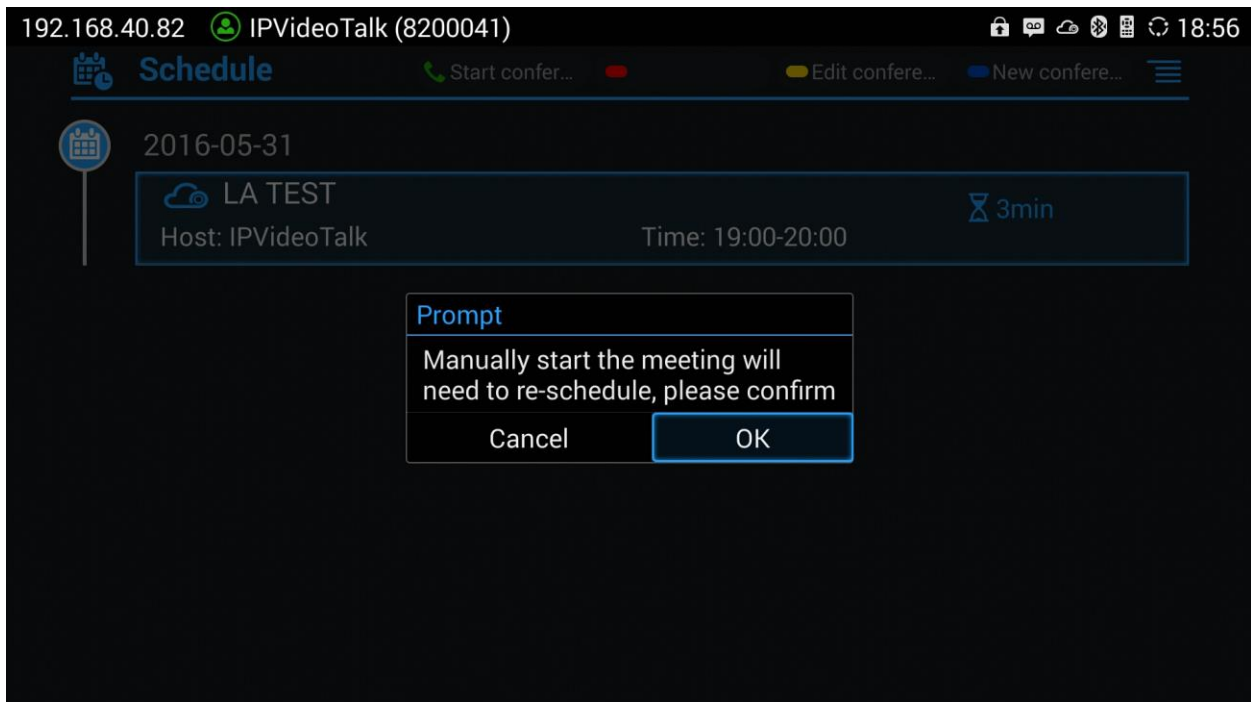 192.168.40.82 IPVideoTalk (8200041) 18:56
Schedule Start confer... Edit confere... New confere...
2016-05-31
LA TEST
3min
Host: IPVideoTalk Time: 19:00-20:00
Prompt
Manually start the meeting will
need to re-schedule, please confirm
Cancel OK